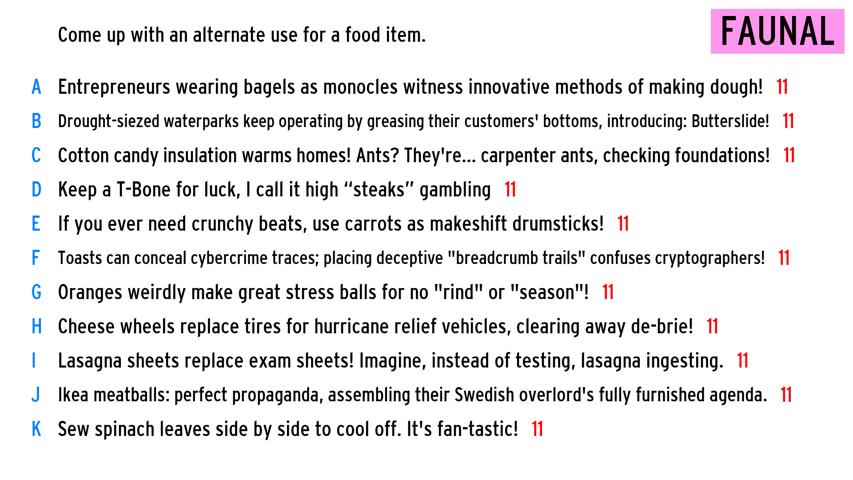 Come up with an alternate use for a food item.
FAUNAL
A Entrepreneurs wearing bagels as monocles witness innovative methods of making dough! 11
B Drought-siezed waterparks keep operating by greasing their customers' bottoms, introducing: Butterslide! 11
C Cotton candy insulation warms homes! Ants? They're... carpenter ants, checking foundations! 11
D Keep a T-Bone for luck, I call it high “steaks” gambling 11
E If you ever need crunchy beats, use carrots as makeshift drumsticks! 11
F Toasts can conceal cybercrime traces; placing deceptive "breadcrumb trails" confuses cryptographers! 11
G Oranges weirdly make great stress balls for no "rind" or "season"! 11
H Cheese wheels replace tires for hurricane relief vehicles, clearing away de-brie! 11
I Lasagna sheets replace exam sheets! Imagine, instead of testing, lasagna ingesting. 11
J Ikea meatballs: perfect propaganda, assembling their Swedish overlord's fully furnished agenda. 11
K Sew spinach leaves side by side to cool off. It's fan-tastic! 11